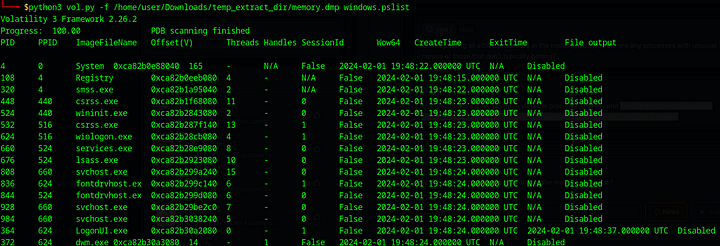 $python3 vol.py -f /home/user/Downloads/temp_extract_dir/memory.dmp windows.pslist
Volatility 3 Framework 2.26.2
Progress: 100.00 PDB scanning finished
PID PPID ImageFileName Offset(V) Threads Handles SessionId Wow64 CreateTime ExitTime File output
4 0 System 0xca82b0e88040 165 - N/A False 2024-02-01 19:48:22.000000 UTC N/A Disabled
108 4 Registry 0xca82b0eeb080 4 - N/A False 2024-02-01 19:48:15.000000 UTC N/A Disabled
320 4 smss.exe 0xca82b1a95040 2 - N/A False 2024-02-01 19:48:22.000000 UTC N/A Disabled
448 440 csrss.exe 0xca82b1f68080 11 - 0 False 2024-02-01 19:48:23.000000 UTC N/A Disabled
524 440 wininit.exe 0xca82b2843080 2 - 0 False 2024-02-01 19:48:23.000000 UTC N/A Disabled
532 516 csrss.exe 0xca82b287f140 13 - 1 False 2024-02-01 19:48:23.000000 UTC N/A Disabled
624 516 winlogon.exe 0xca82b28cb080 4 - 1 False 2024-02-01 19:48:23.000000 UTC N/A Disabled
660 524 services.exe 0xca82b28e9080 8 - 0 False 2024-02-01 19:48:23.000000 UTC N/A Disabled
676 524 lsass.exe 0xca82b2923080 10 - 0 False 2024-02-01 19:48:23.000000 UTC N/A Disabled
808 660 svchost.exe 0xca82b299a240 15 - 0 False 2024-02-01 19:48:24.000000 UTC N/A Disabled
836 624 fontdrvhost.ex 0xca82b299c140 6 - 1 False 2024-02-01 19:48:24.000000 UTC N/A Disabled
844 524 fontdrvhost.ex 0xca82b299d080 6 - 0 False 2024-02-01 19:48:24.000000 UTC N/A Disabled
928 660 svchost.exe 0xca82b29be2c0 7 - 0 False 2024-02-01 19:48:24.000000 UTC N/A Disabled
984 660 svchost.exe 0xca82b3038240 5 - 0 False 2024-02-01 19:48:24.000000 UTC N/A Disabled
364 624 LogonUI.exe 0xca82b30a2080 0 - 1 False 2024-02-01 19:48:24.000000 UTC 2024-02-01 19:48:37.000000 UTC Disabled
372 624 dwm.exe 0xca82b30a3080 14 - 1 False 2024-02-01 19:48:24.000000 UTC N/A Disabled